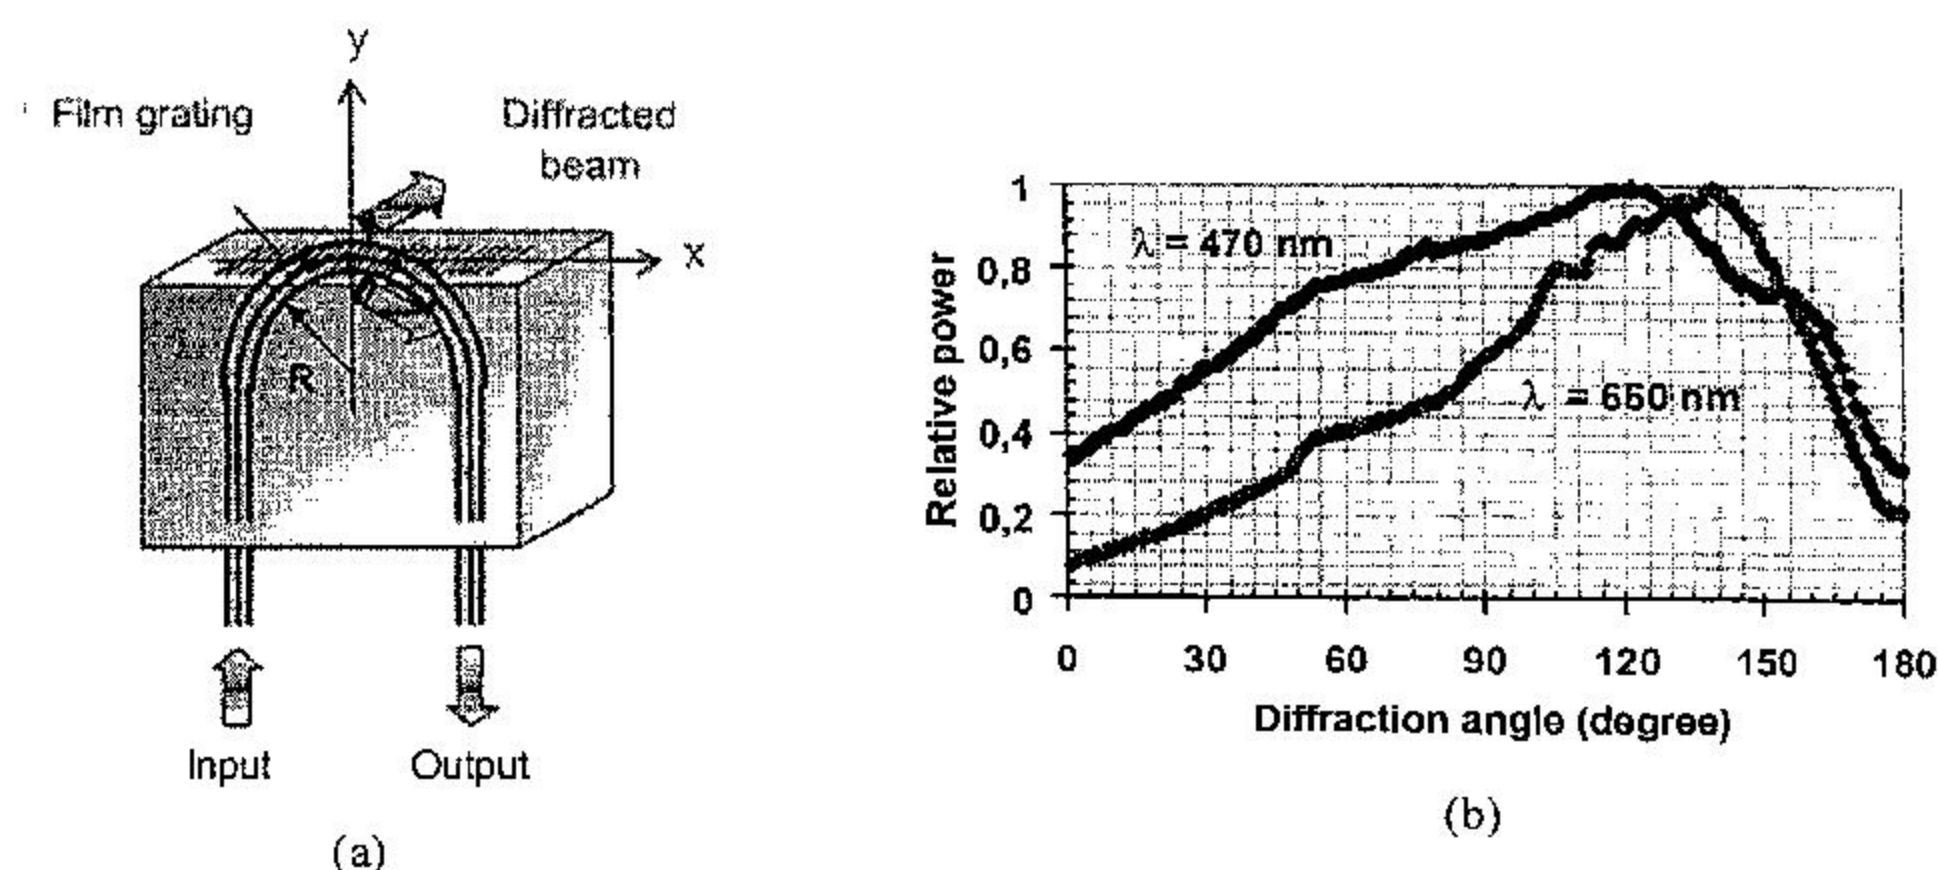 y
Film grating
Diffracted
beam
x
R
Input
Output
(a)
1
0,8
0,6
0,4
0,2
0
Relative power
λ = 470 nm
λ = 660 nm
0 30 60 90 120 150 180
Diffraction angle (degree)
(b)